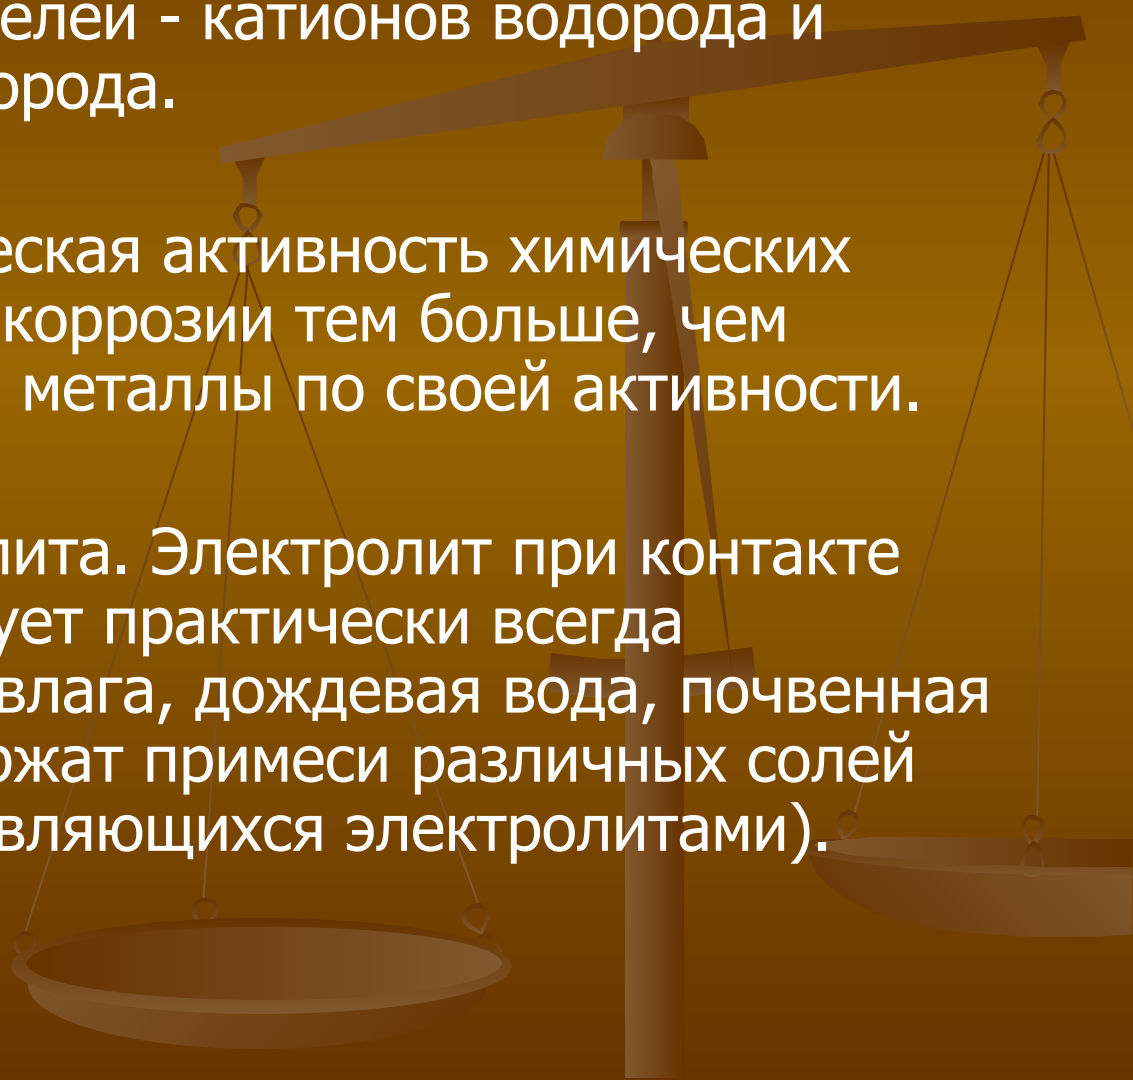 елей - катионов водорода и
орода.
еская активность химических
коррозии тем больше, чем
металлы по своей активности.
лита. Электролит при контакте
ует практически всегда
влага, дождевая вода, почвенная
ржат примеси различных солей
вляющихся электролитами).